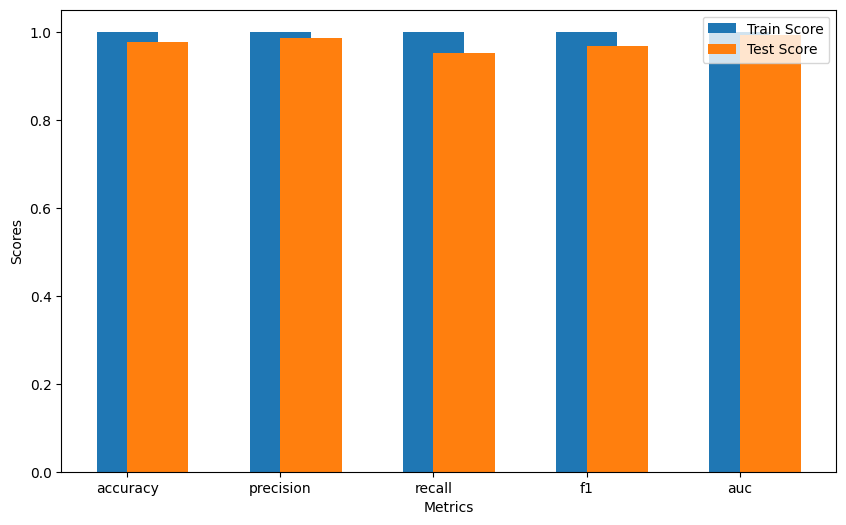 Train Score
Test Score
Scores
1.0
0.8
0.6
0.4
0.2
0.0
accuracy precision recall f1 auc
Metrics